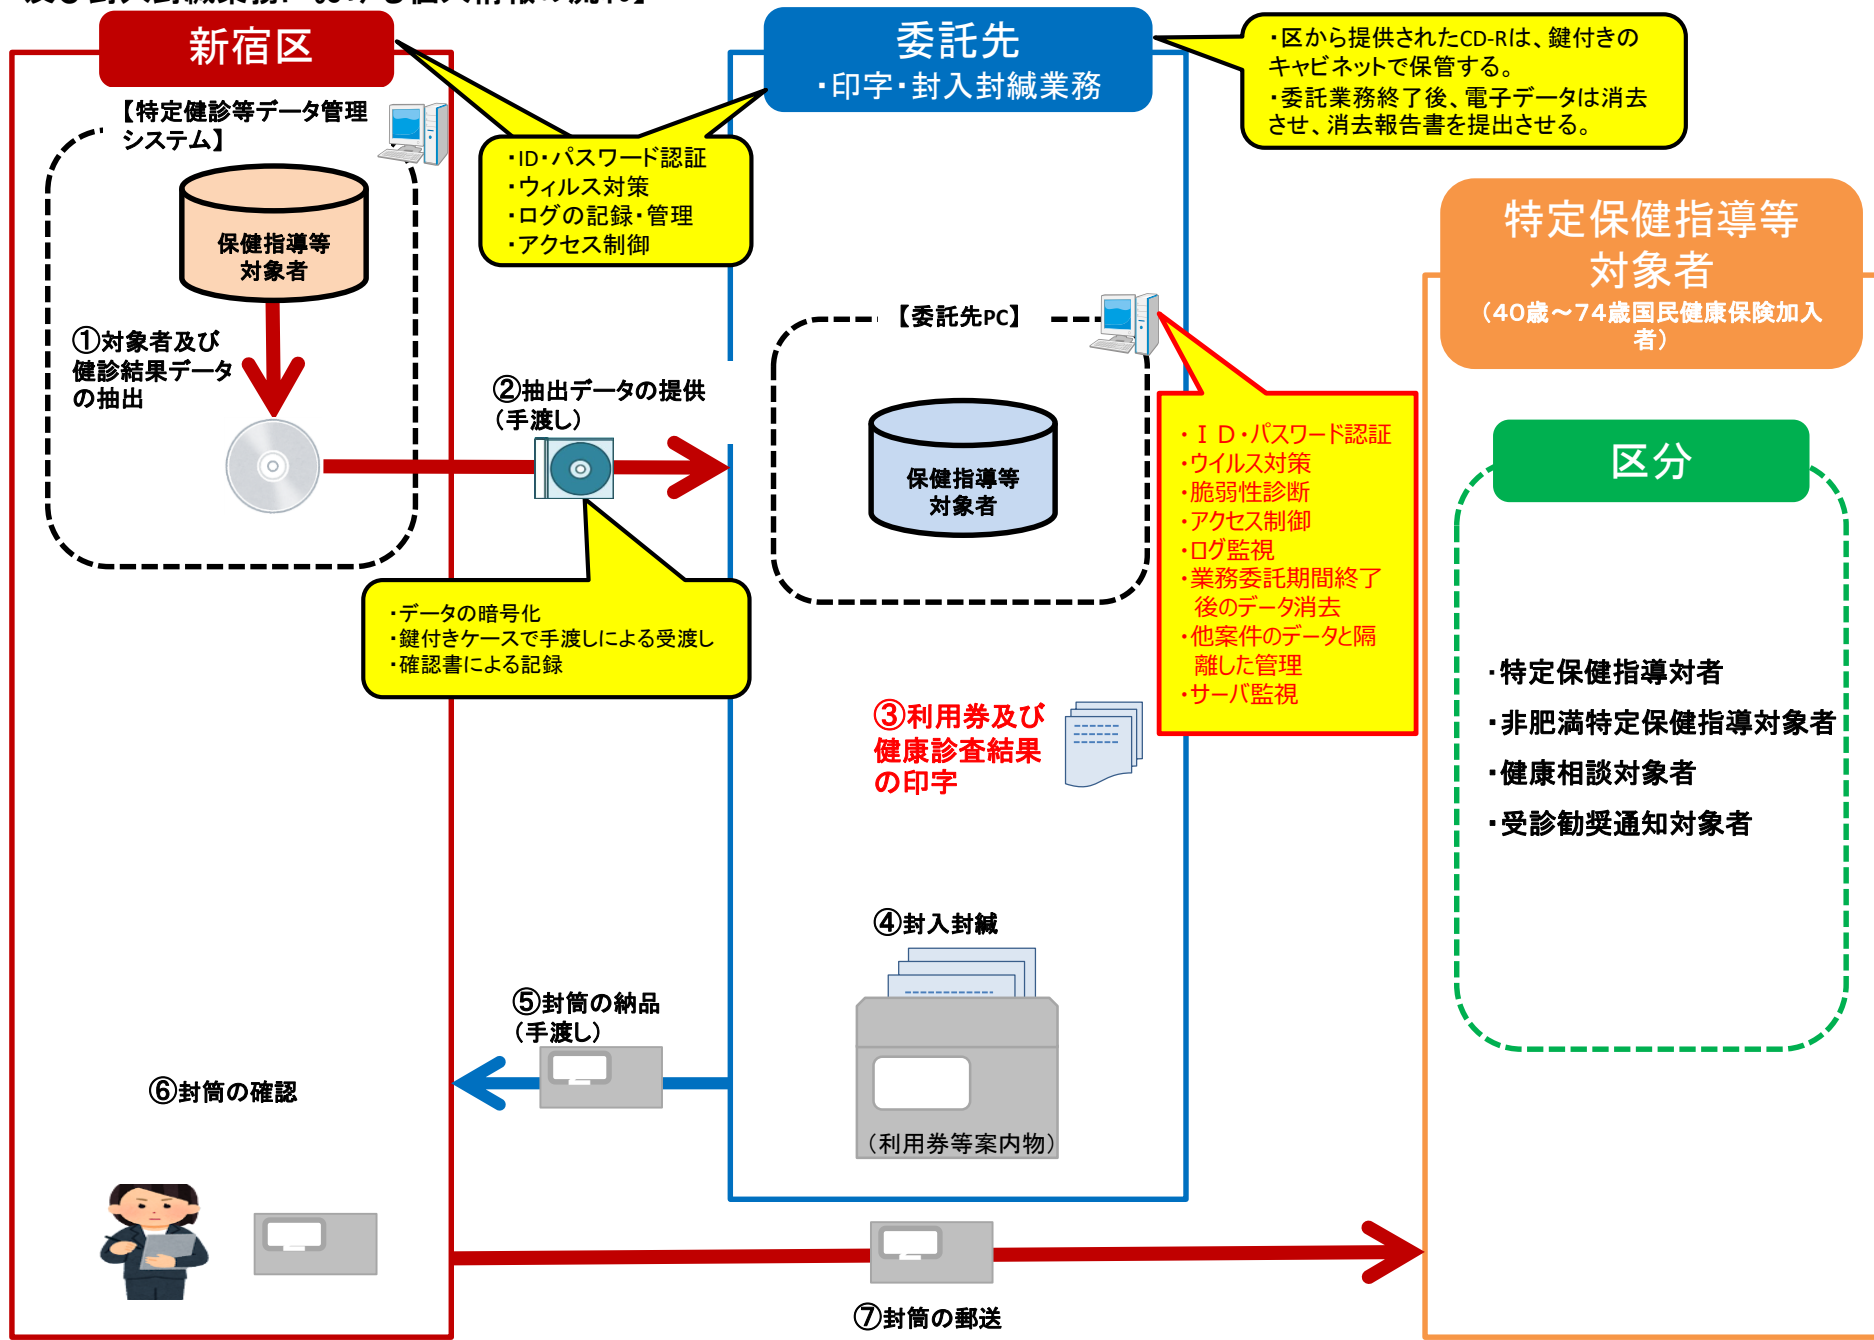 新宿区
委託先
・印字・封入封緘業務
・区から提供されたCD-Rは、鍵付きの
キャビネットで保管する。
・委託業務終了後、電子データは消去
させ、消去報告書を提出させる。
【特定健診等データ管理
システム】
・ID・パスワード認証
・ウィルス対策
・ログの記録・管理
・アクセス制御
保健指導等
対象者
特定保健指導等
対象者
（40歳～74歳国民健康保険加入
者）
①対象者及び
健診結果データ
の抽出
②抽出データの提供
（手渡し）
【委託先PC】
保健指導等
対象者
・ＩＤ・パスワード認証
・ウイルス対策
・脆弱性診断
・アクセス制御
・ログ監視
・業務委託期間終了
後のデータ消去
・他案件のデータと隔
離した管理
・サーバ監視
区分
・データの暗号化
・鍵付きケースで手渡しによる受渡し
・確認書による記録
・特定保健指導対者
・非肥満特定保健指導対象者
・健康相談対象者
・受診勧奨通知対象者
③利用券及び
健康診査結果
の印字
④封入封緘
（利用券等案内物）
⑤封筒の納品
（手渡し）
⑥封筒の確認
⑦封筒の郵送